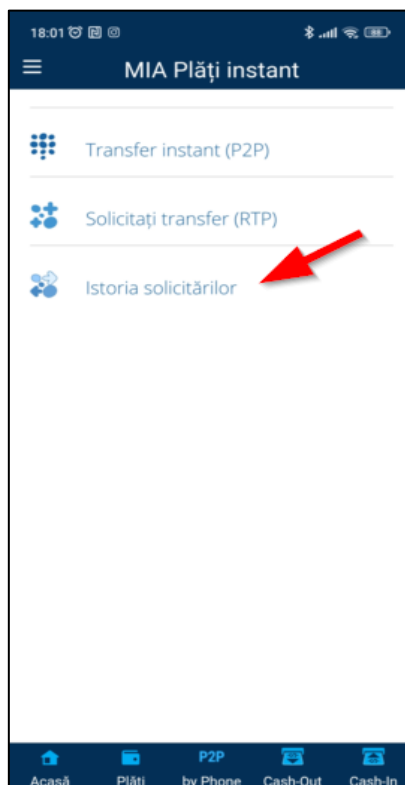 18:01
MIA Plăți instant
Transfer instant (P2P)
Solicitați transfer (RTP)
Istoria solicitărilor
P2P
Acasă Plăți by Phone Cash-Out Cash-In